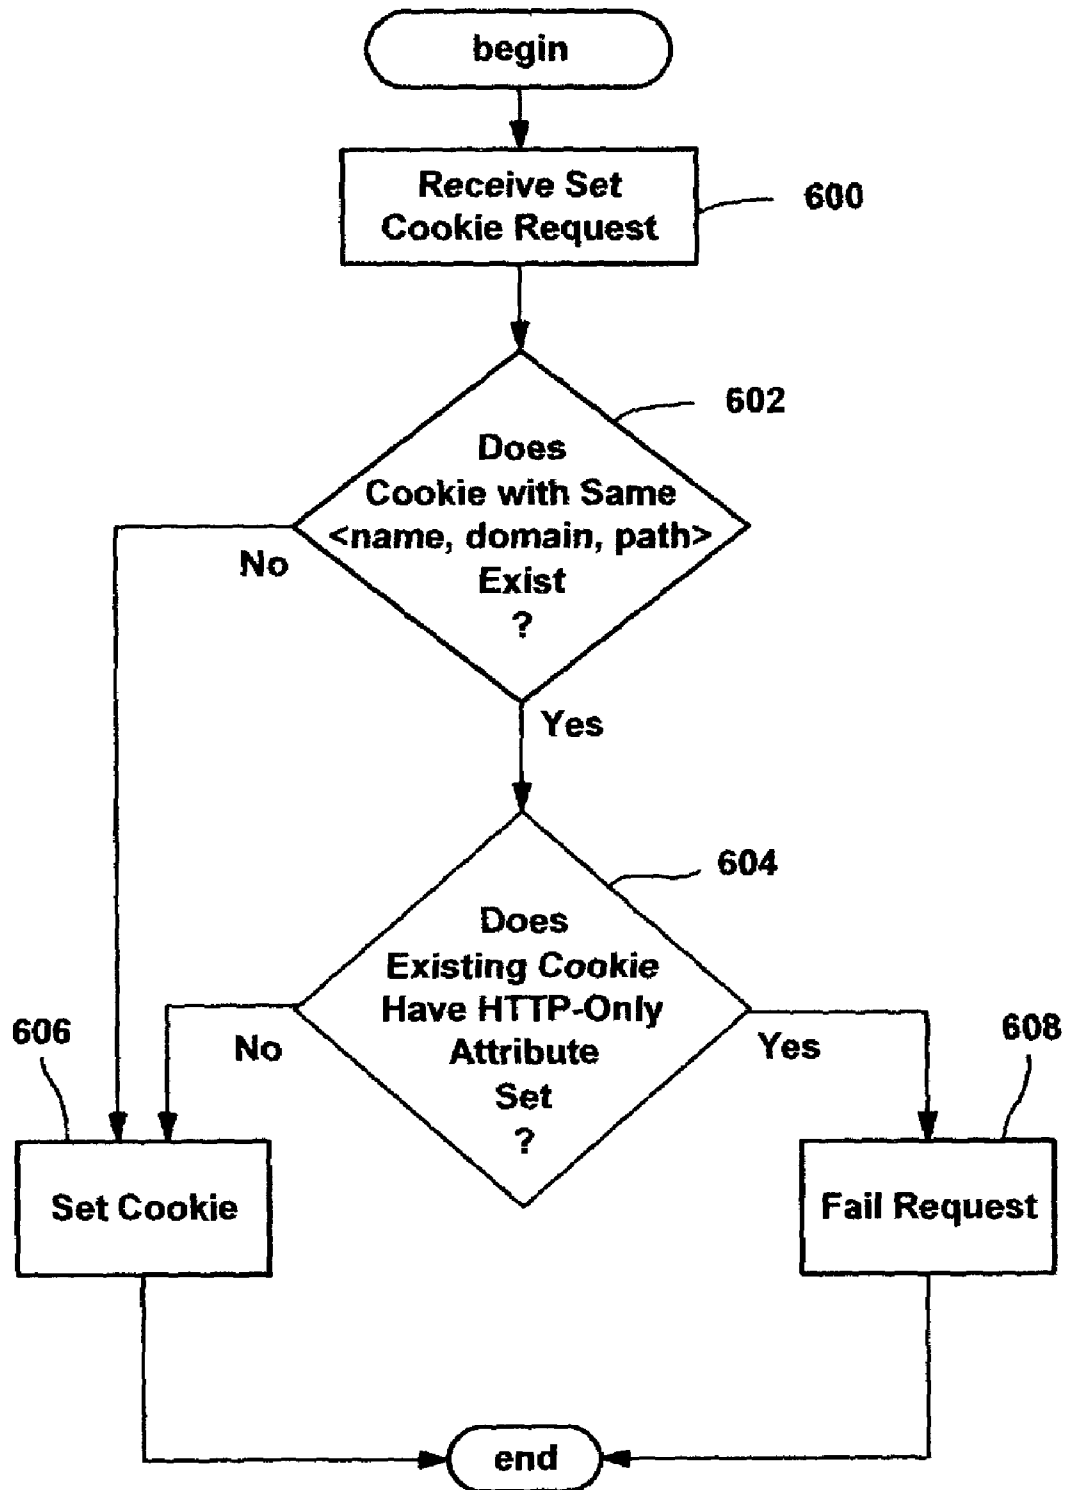 begin
Receive Set
Cookie Request
600
602
Does
Cookie with Same
<name, domain, path>
Exist
?
No
Yes
604
Does
Existing Cookie
Have HTTP-Only
Attribute
Set
?
No
Yes
606
608
Set Cookie
Fail Request
end